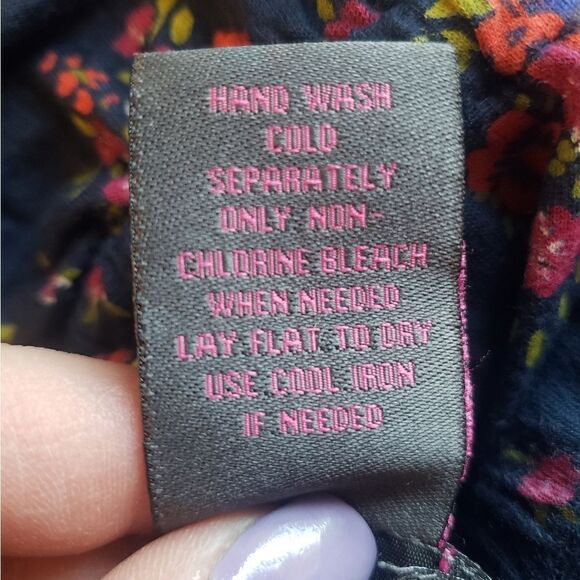 HAND WASH
COLD
SEPARATELY
ONLY NON-
CHLORINE BLEACH
WHEN NEEDED
LAY FLAT TO DRY
USE COOL IRON
IF NEEDED